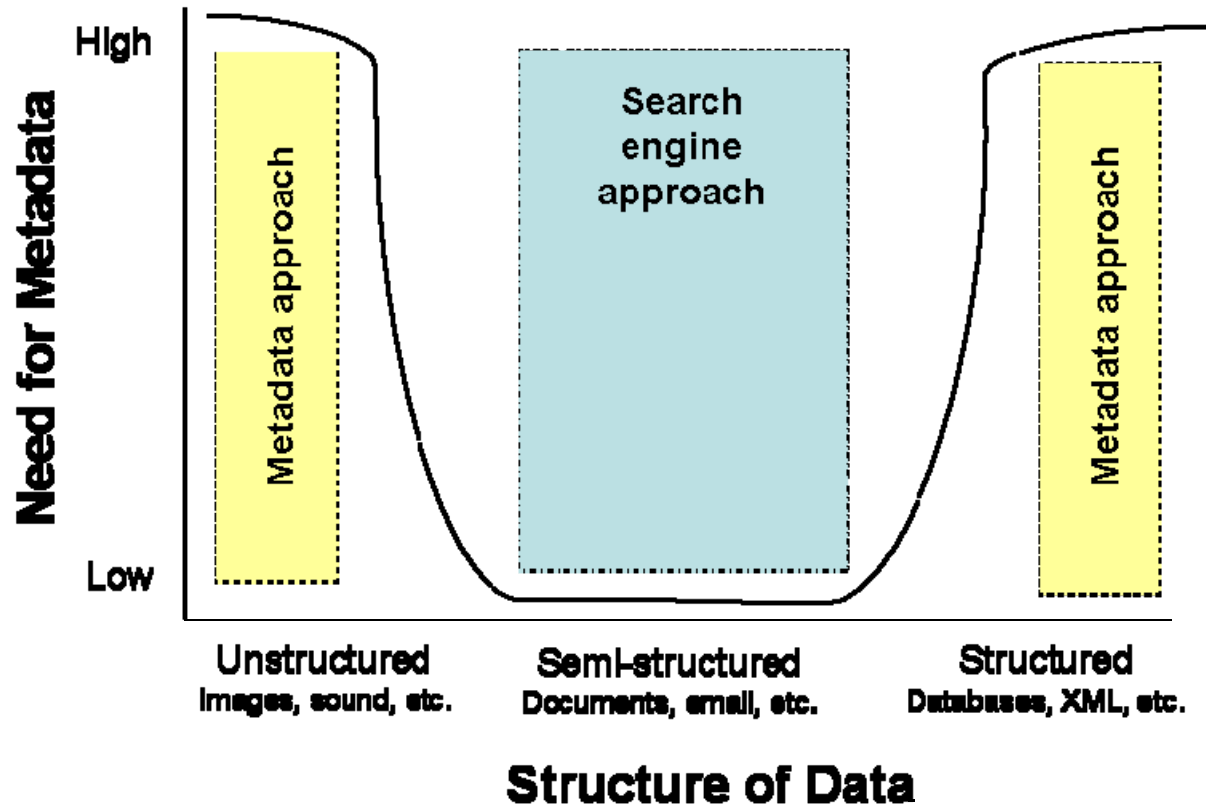 Need for Metadata
High
Low
Metadata approach
Search
engine
approach
Metadata approach
Unstructured
Images, sound, etc.
Semi-structured
Documents, email, etc.
Structured
Databases, XML, etc.
Structure of Data